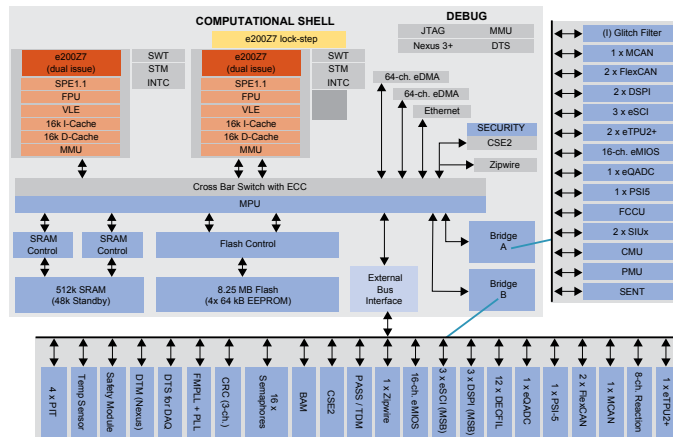 COMPUTATIONAL SHELL
DEBUG
e200Z7 lock-step
JTAG
MMU
Nexus 3+
DTS
e200Z7
(dual issue)
SPE1.1
FPU
VLE
16k I-Cache
16k D-Cache
MMU
SWT
STM
INTC
e200Z7
(dual issue)
SPE1.1
FPU
VLE
16k I-Cache
16k D-Cache
MMU
SWT
STM
INTC
64-ch. eDMA
64-ch. eDMA
Ethernet
SECURITY
CSE2
Zipwire
Cross Bar Switch with ECC
MPU
SRAM
Control
SRAM
Control
Flash Control
512k SRAM
(48k Standby)
8.25 MB Flash
(4x 64 kB EEPROM)
External
Bus
Interface
Bridge
A
Bridge
B
(I) Glitch Filter
1 x MCAN
2 x FlexCAN
2 x DSPI
3 x eSCI
2 x eTPU2+
16-ch. eMIOS
1 x eQADC
1 x PSI5
FCCU
2 x SIUx
CMU
PMU
SENT
4 x PIT
Temp Sensor
Safety Module
DTM (Nexus)
DTS for DAQ
FMPLL + PLL
CRC (3-ch.)
16 x
Semaphores
BAM
CSE2
PASS / TDM
1 x Zipwire
16-ch. eMIOS
3 x eSCI (MSB)
3 x DSPI (MSB)
12 x DECFIL
1 x eQADC
1 x PSI-5
2 x FlexCAN
1 x MCAN
8-ch. Reaction
1 x eTPU2+